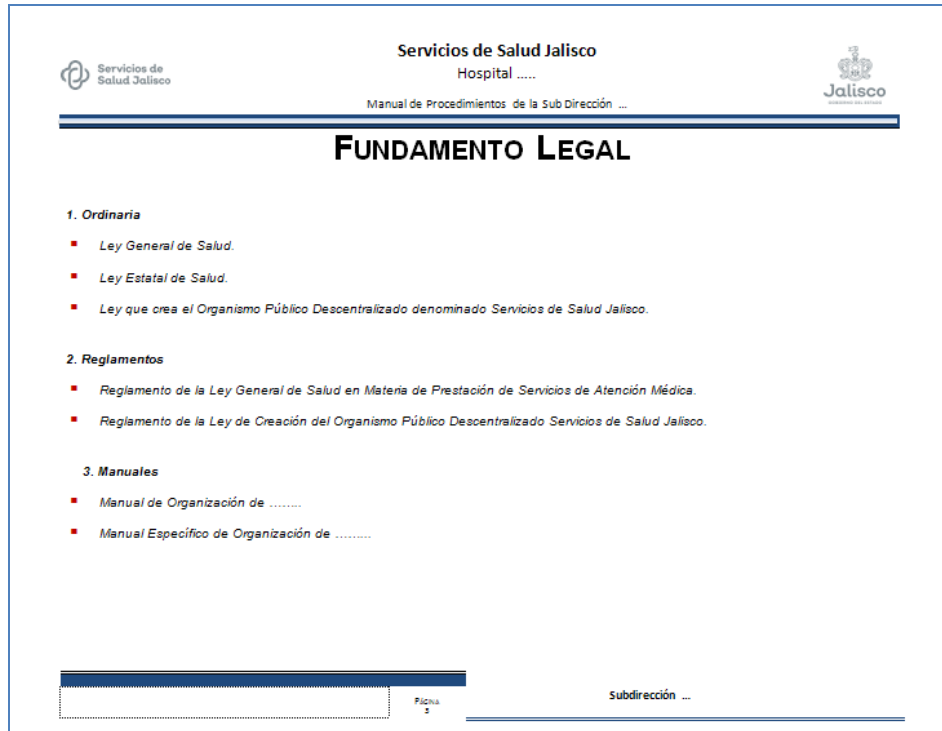 Servicios de
Salud Jalisco
Servicios de Salud Jalisco
Hospital .....
Manual de Procedimientos de la Sub Dirección ...
Jalisco
GOBIERNO DEL ESTADO
FUNDAMENTO LEGAL
1. Ordinaria
▪ Ley General de Salud.
▪ Ley Estatal de Salud.
▪ Ley que crea el Organismo Público Descentralizado denominado Servicios de Salud Jalisco.
2. Reglamentos
▪ Reglamento de la Ley General de Salud en Materia de Prestación de Servicios de Atención Médica.
▪ Reglamento de la Ley de Creación del Organismo Público Descentralizado Servicios de Salud Jalisco.
3. Manuales
▪ Manual de Organización de ........
▪ Manual Específico de Organización de .........
PÁGINA
5
Subdirección ...